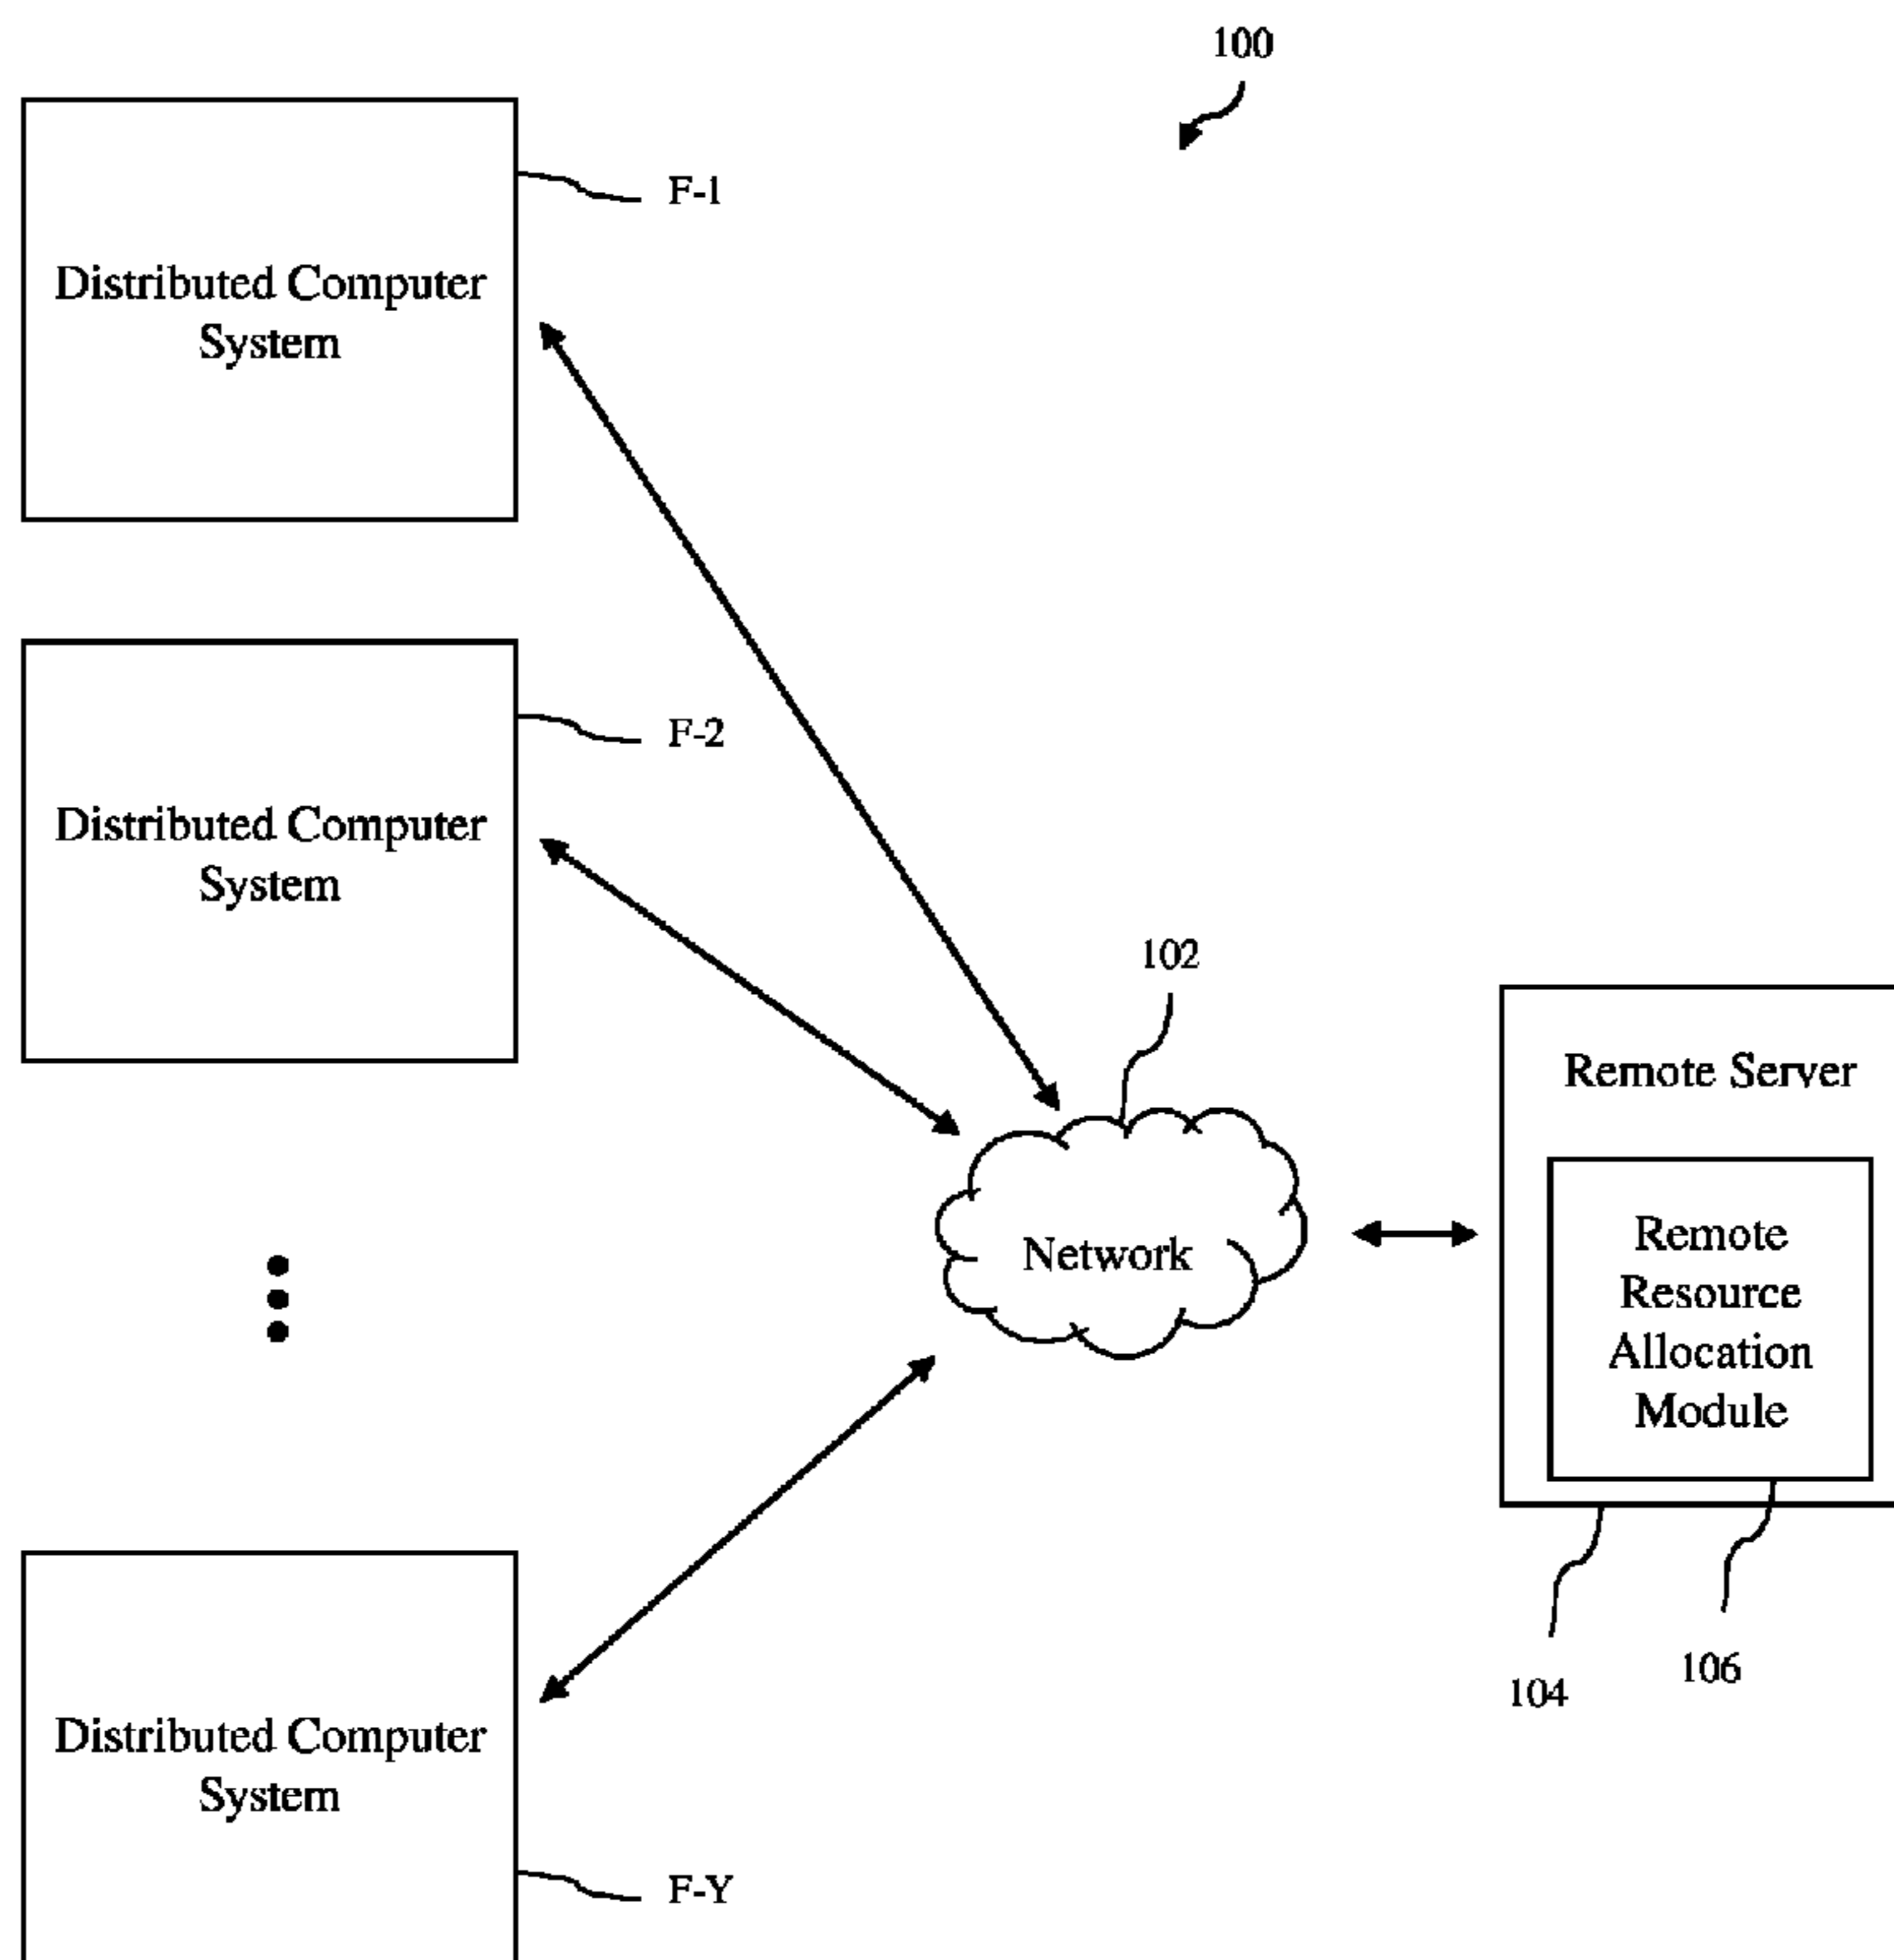 100
F-1
Distributed Computer
System
F-2
Distributed Computer
System
102
Remote Server
Network
Remote
Resource
Allocation
Module
104
106
Distributed Computer
System
F-Y